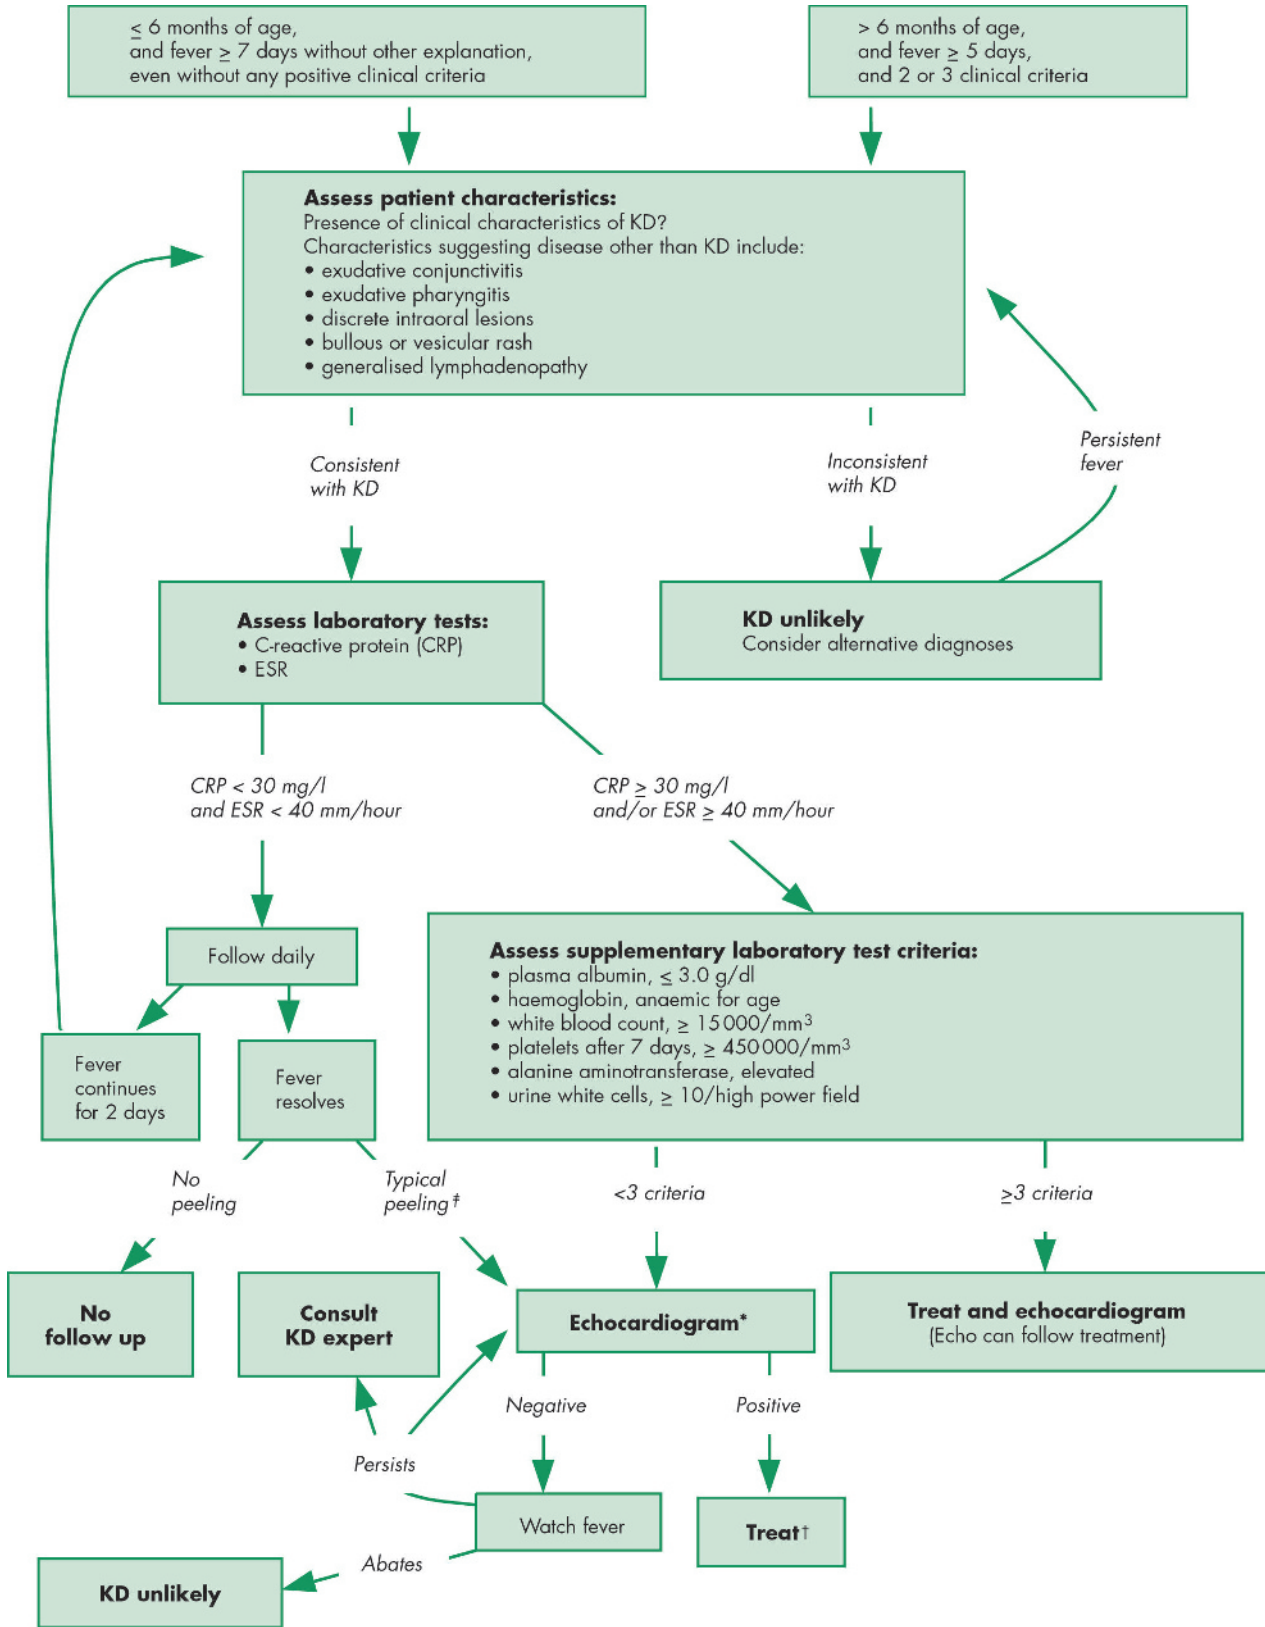 ≤ 6 months of age,
and fever ≥ 7 days without other explanation,
even without any positive clinical criteria
> 6 months of age,
and fever ≥ 5 days,
and 2 or 3 clinical criteria
Assess patient characteristics:
Presence of clinical characteristics of KD?
Characteristics suggesting disease other than KD include:
• exudative conjunctivitis
• exudative pharyngitis
• discrete intraoral lesions
• bullous or vesicular rash
• generalised lymphadenopathy
Consistent
with KD
Inconsistent
with KD
Persistent
fever
Assess laboratory tests:
• C-reactive protein (CRP)
• ESR
KD unlikely
Consider alternative diagnoses
CRP < 30 mg/l
and ESR < 40 mm/hour
CRP ≥ 30 mg/l
and/or ESR ≥ 40 mm/hour
Follow daily
Assess supplementary laboratory test criteria:
• plasma albumin, ≤ 3.0 g/dl
• haemoglobin, anaemic for age
• white blood count, ≥ 15 000/mm³
• platelets after 7 days, ≥ 450 000/mm³
• alanine aminotransferase, elevated
• urine white cells, ≥ 10/high power field
Fever
continues
for 2 days
Fever
resolves
No
peeling
Typical
peeling‡
<3 criteria
≥3 criteria
No
follow up
Consult
KD expert
Echocardiogram*
Treat and echocardiogram
(Echo can follow treatment)
Negative
Positive
Persists
Watch fever
Treat†
Abates
KD unlikely